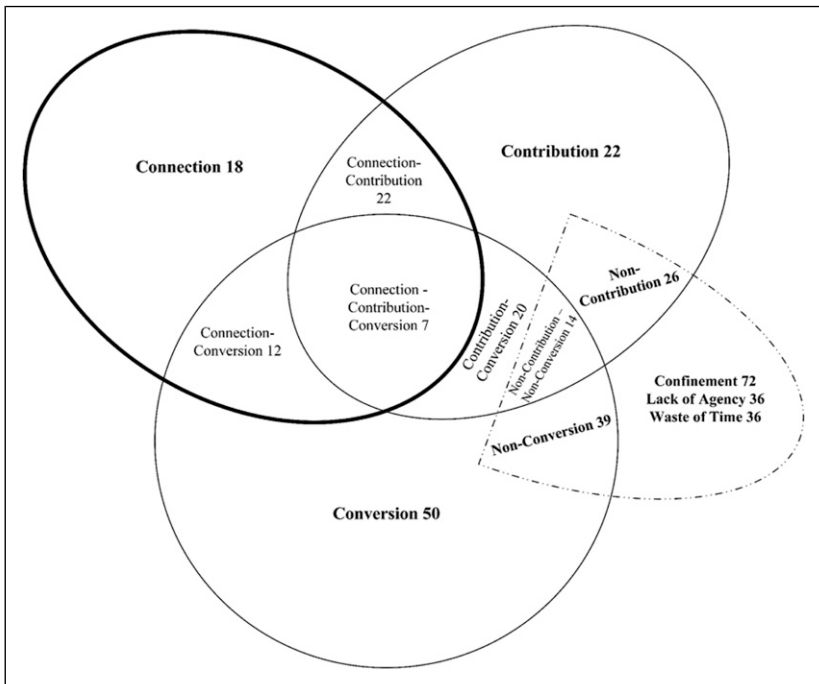 Connection 18
Contribution 22
Connection-
Contribution
22
Non-
Contribution 26
Connection -
Contribution-
Conversion 7
Contribution-
Conversion 20
Non-Contribution -
Non-Conversion 14
Connection-
Conversion 12
Confinement 72
Lack of Agency 36
Waste of Time 36
Non-Conversion 39
Conversion 50